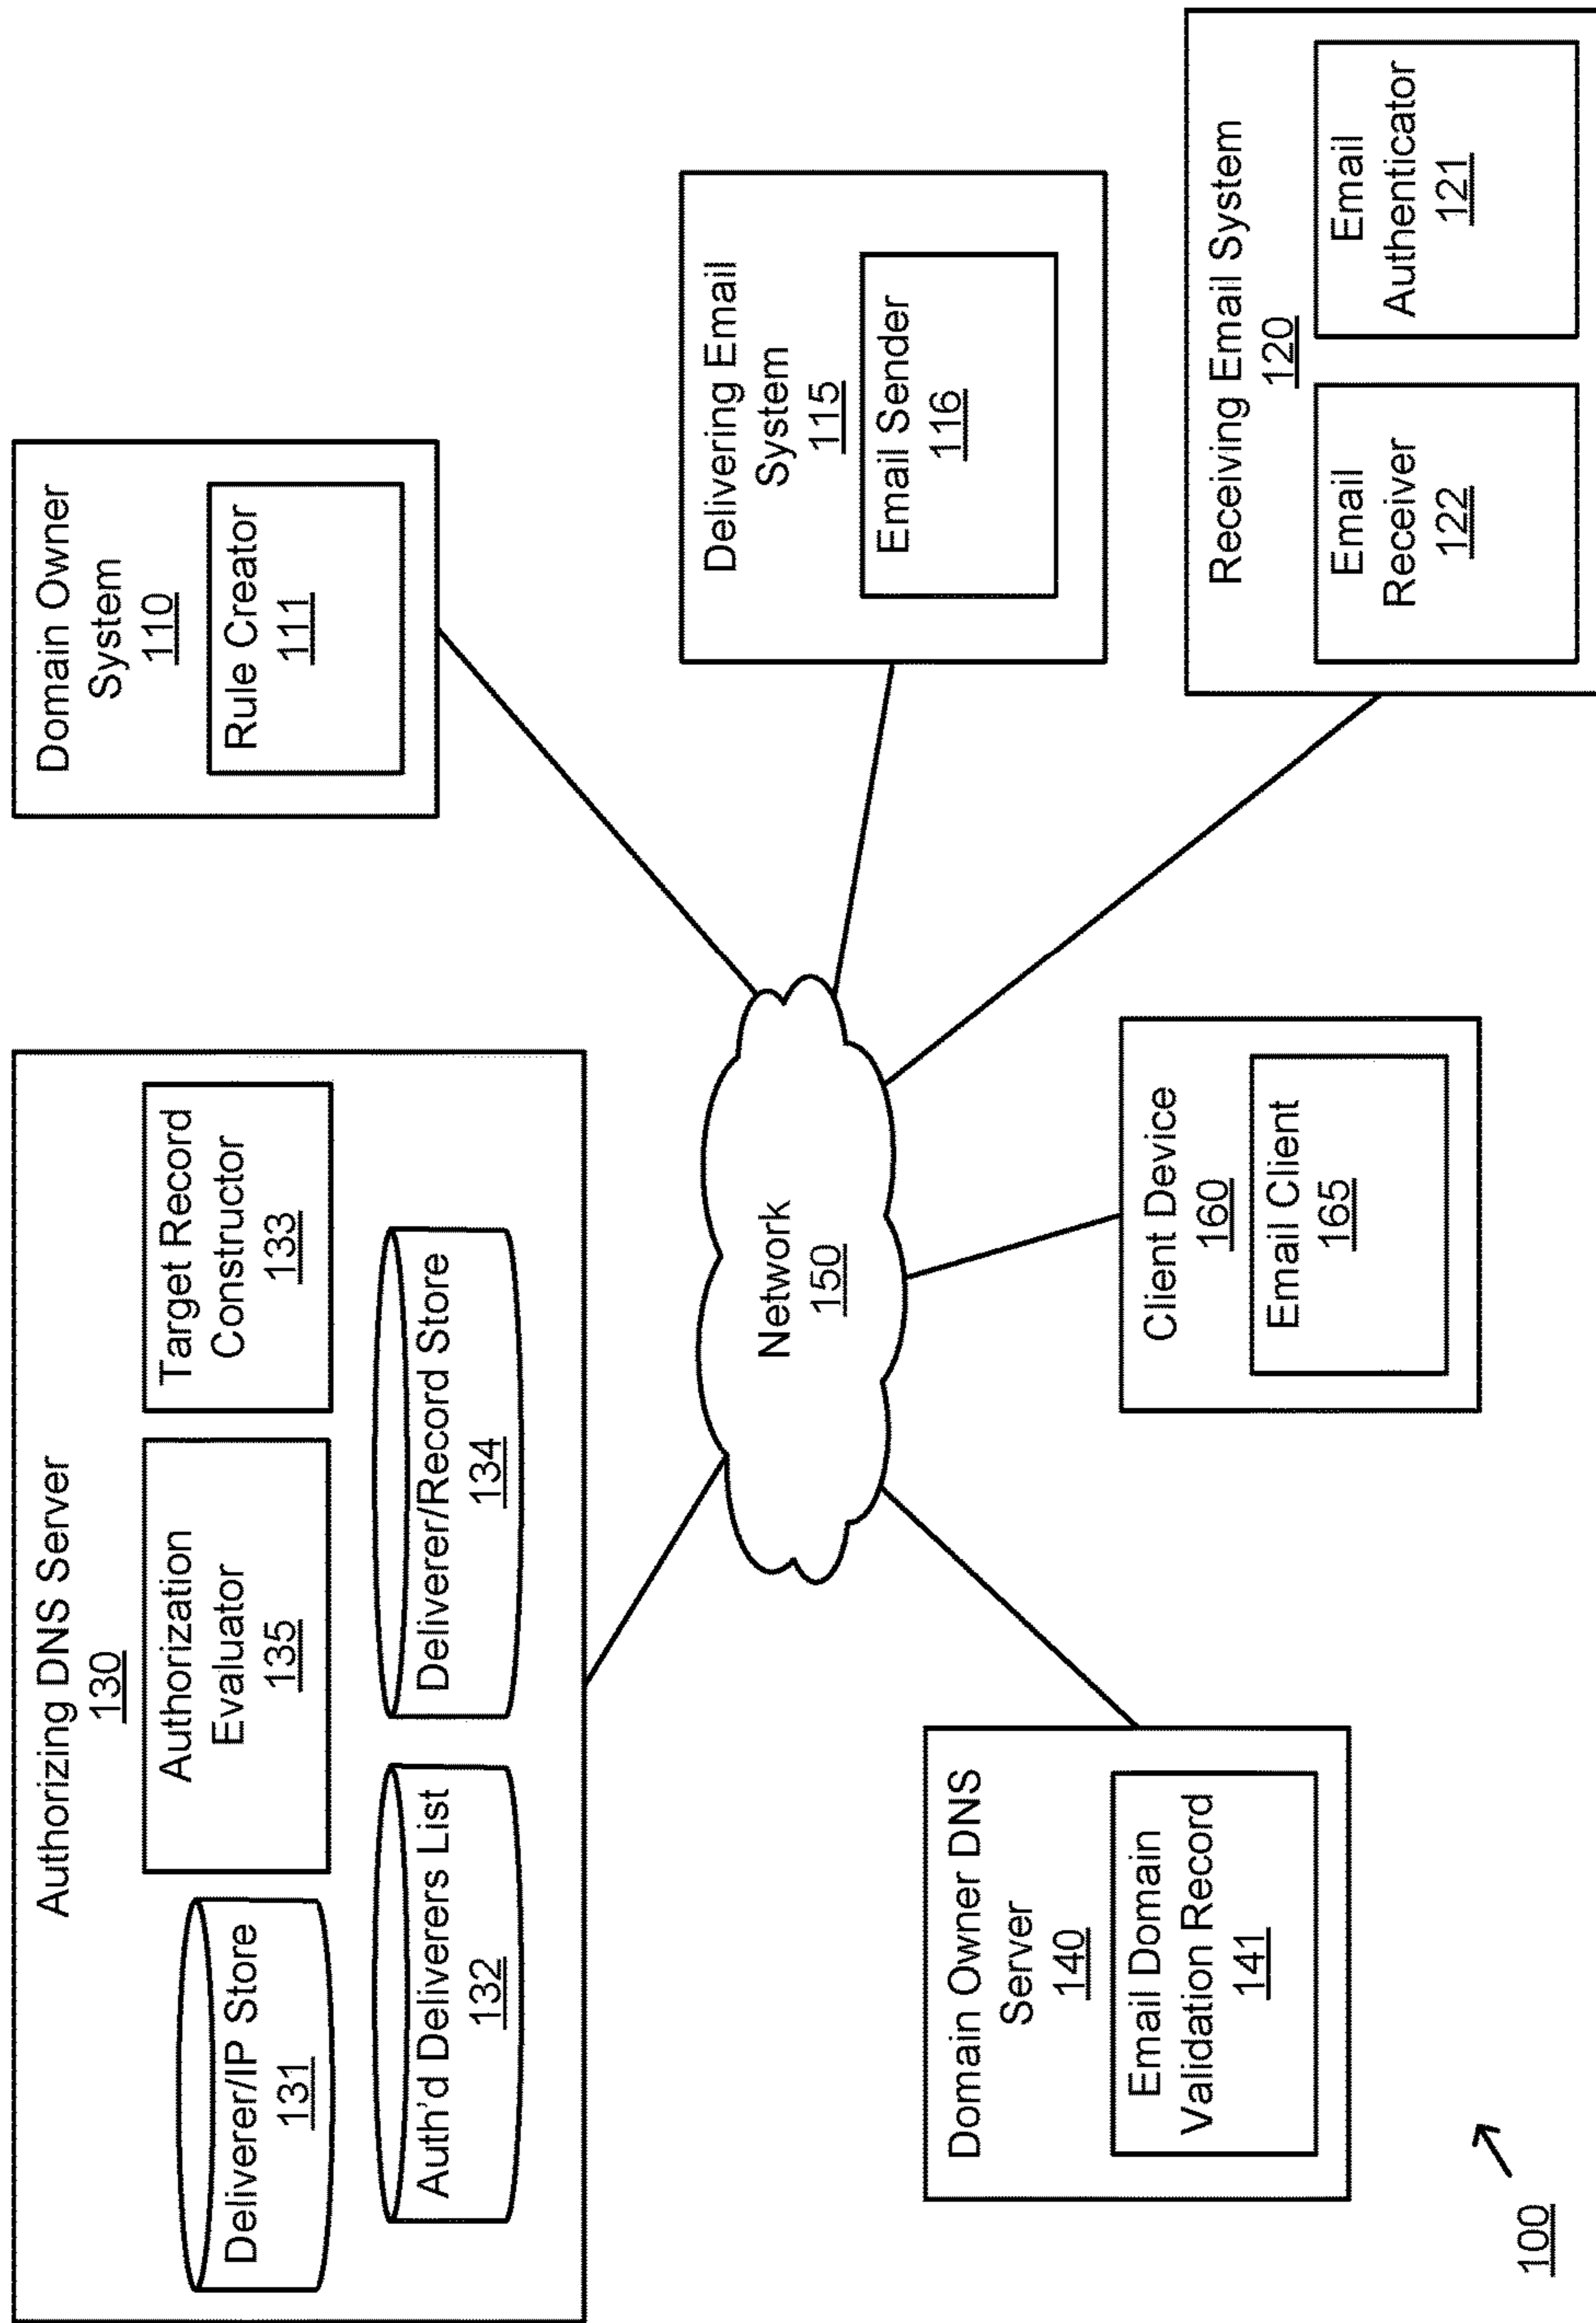 Authorizing DNS Server
130
Deliverer/IP Store
131
Authorization
Evaluator
135
Target Record
Constructor
133
Auth'd Deliverers List
132
Deliverer/Record Store
134
Domain Owner
System
110
Rule Creator
111
Delivering Email
System
115
Email Sender
116
Receiving Email System
120
Email
Receiver
122
Email
Authenticator
121
Network
150
Client Device
160
Email Client
165
Domain Owner DNS
Server
140
Email Domain
Validation Record
141
100